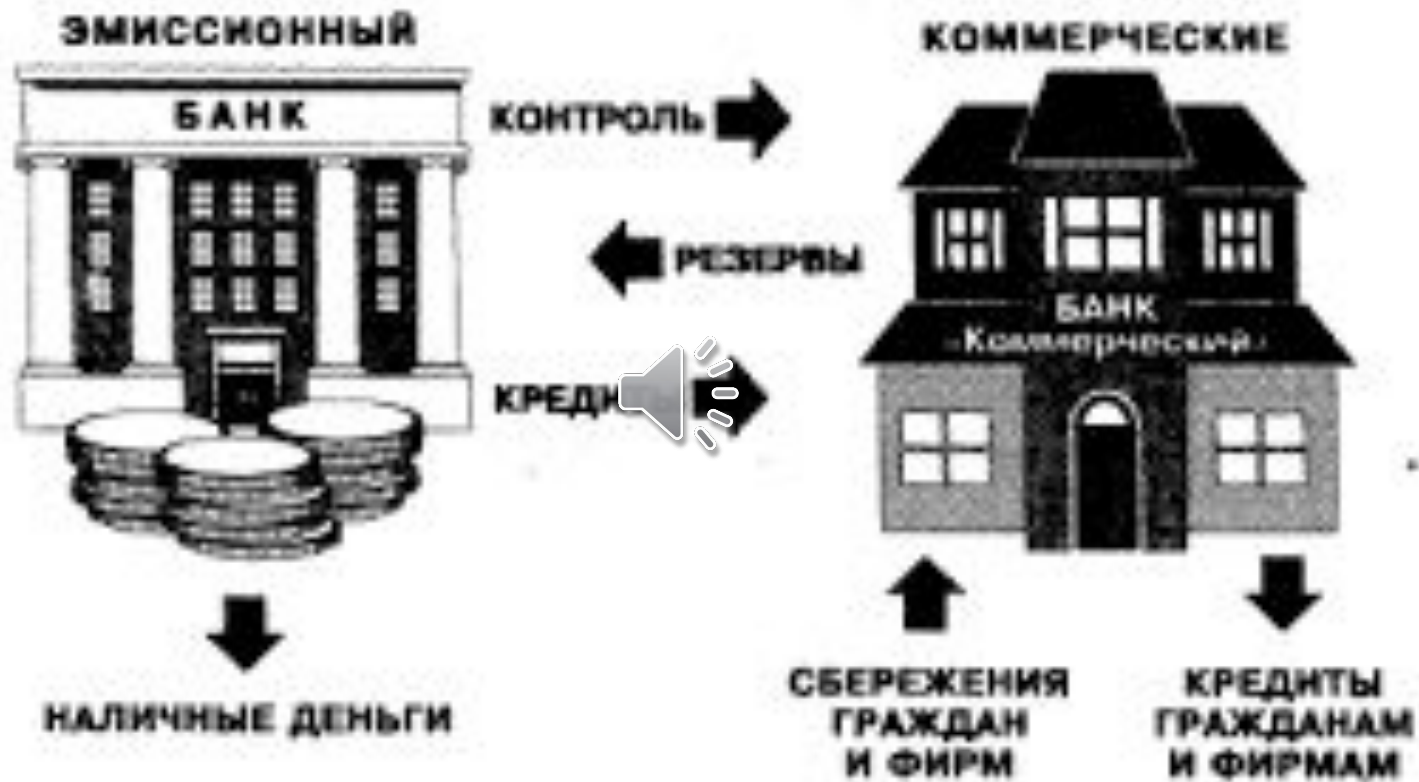 ЭМИССИОННЫЙ
БАНК
КОММЕРЧЕСКИЕ
КОНТРОЛЬ
РЕЗЕРВЫ
НАЛИЧНЫЕ ДЕНЬГИ
БАНК
«Коммерческий»
СБЕРЕЖЕНИЯ
ГРАЖДАН
И ФИРМ
КРЕДИТЫ
ГРАЖДАНАМ
И ФИРМАМ